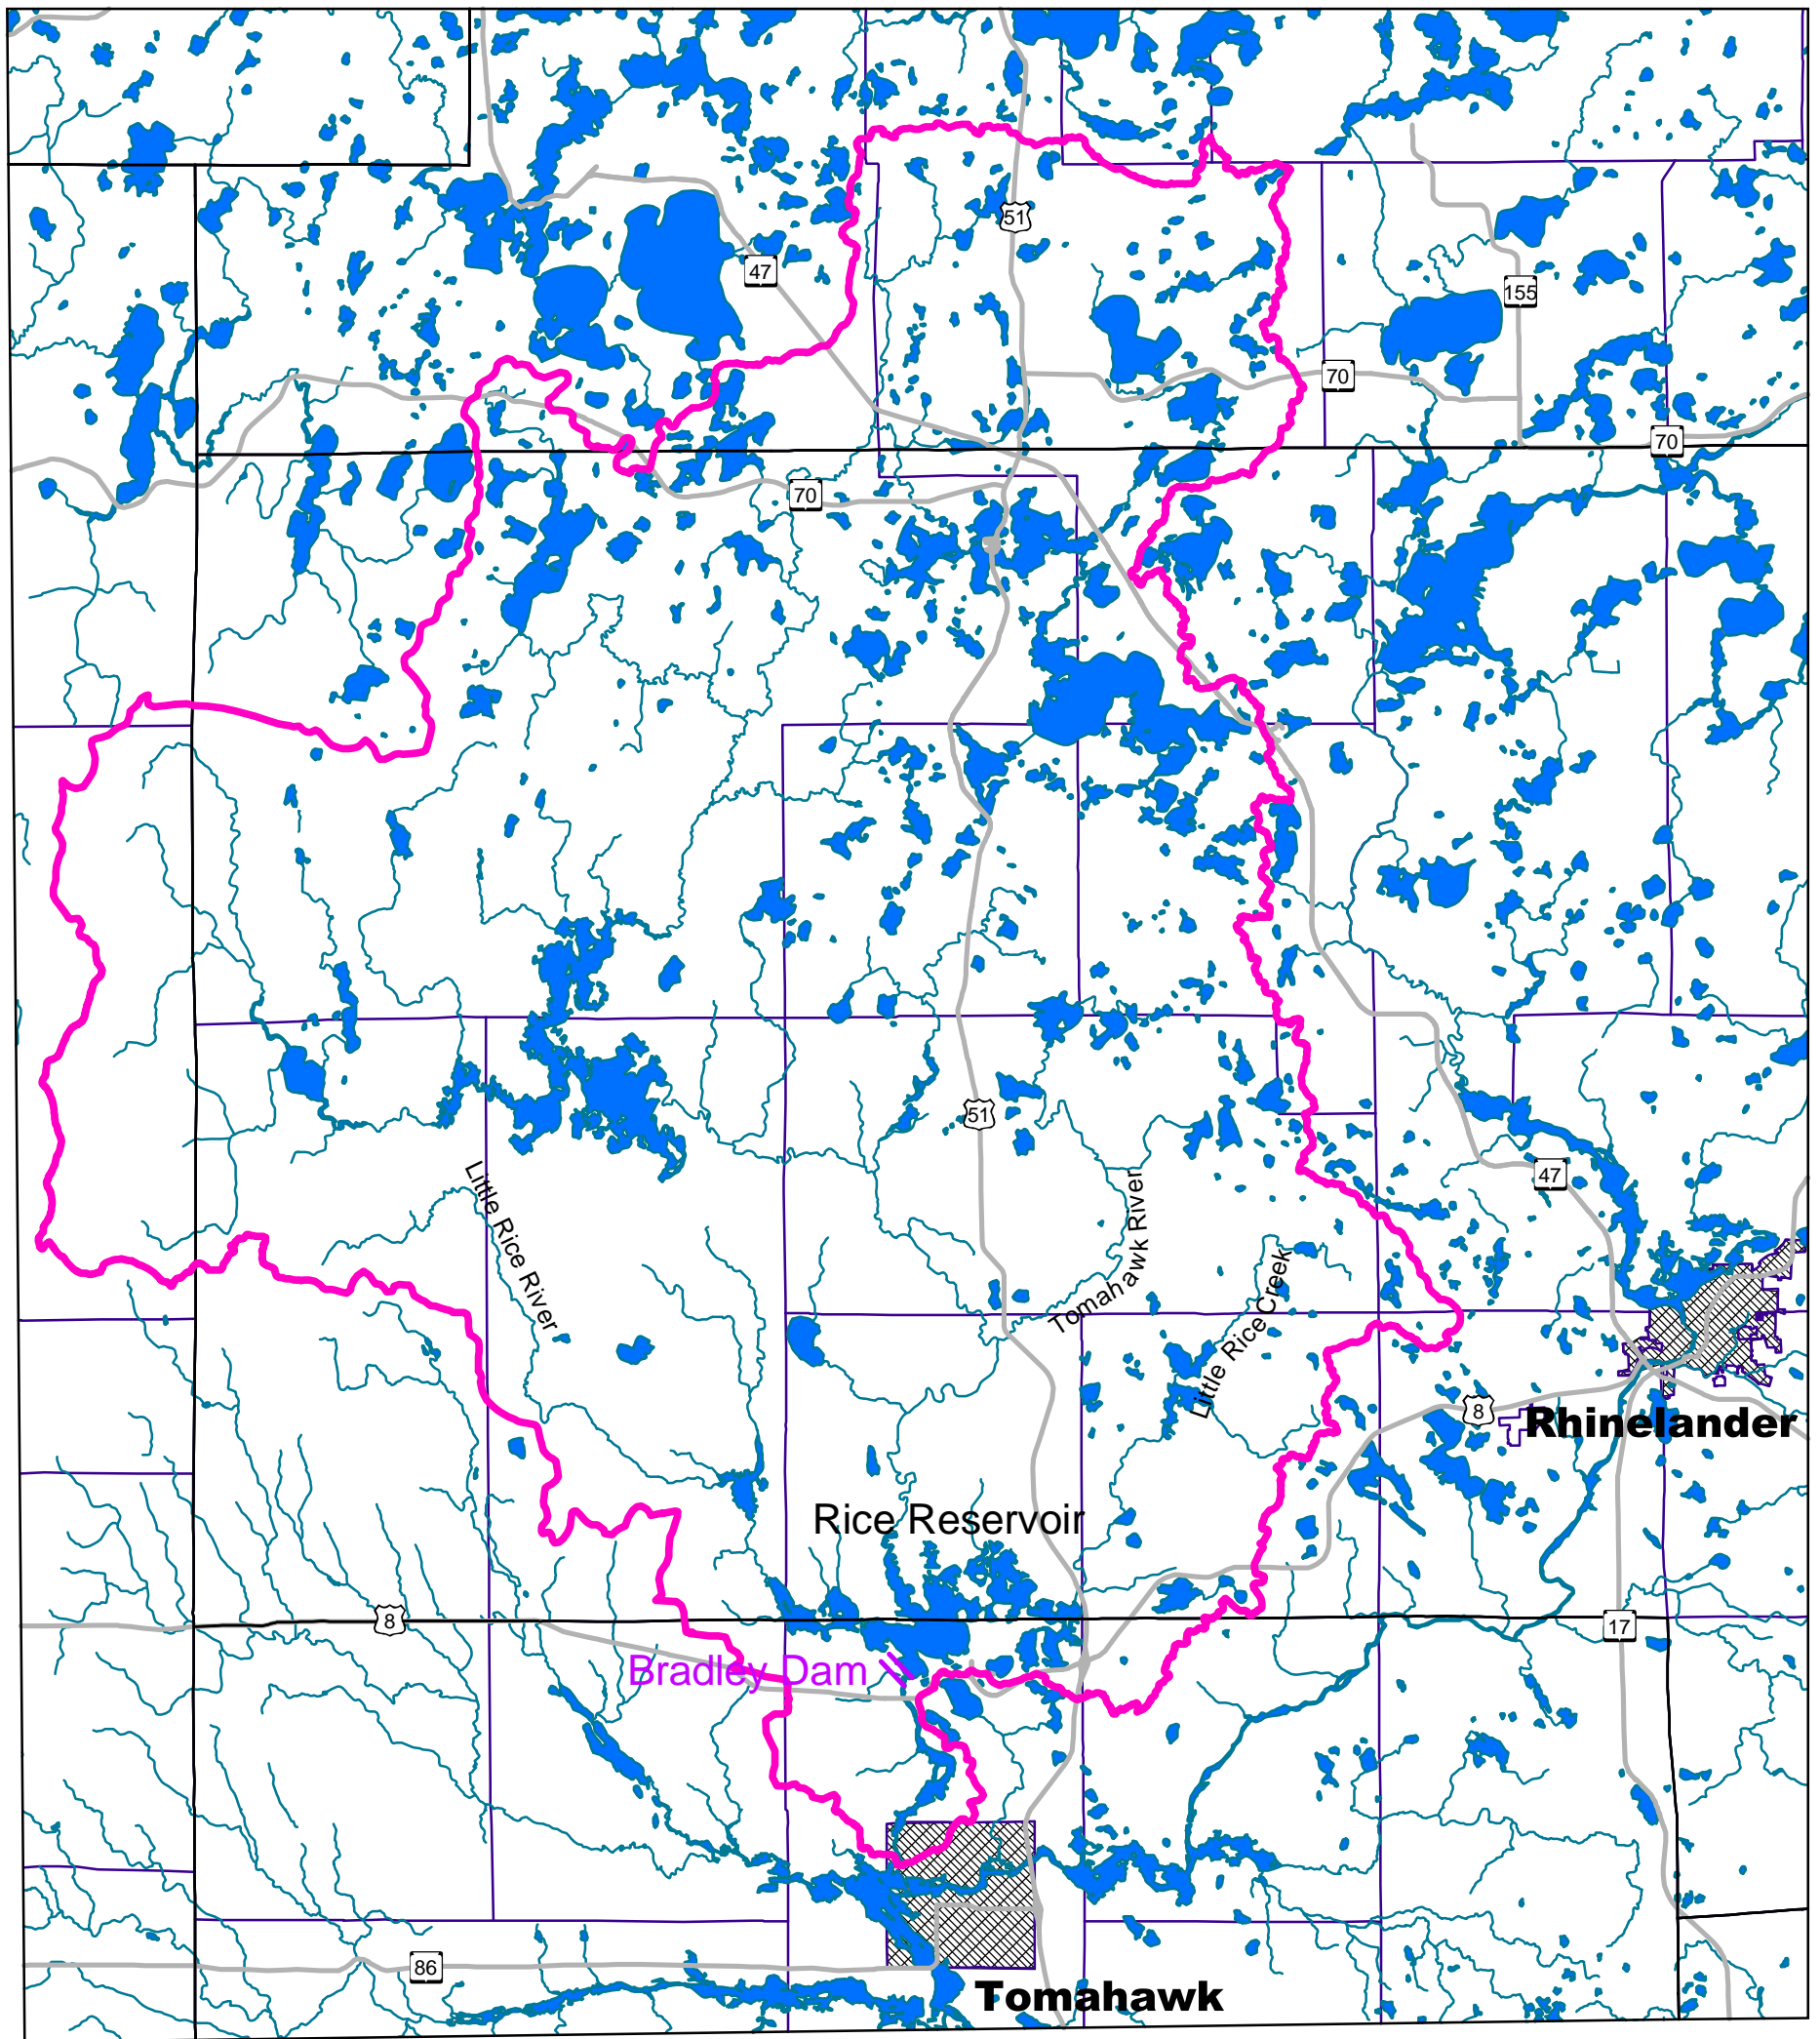 51
47
155
70
70
70
51
47
Little Rice River
Tomahawk River
Little Rice Creek
8
Rhinelander
Rice Reservoir
8
17
Bradley Dam
86
Tomahawk